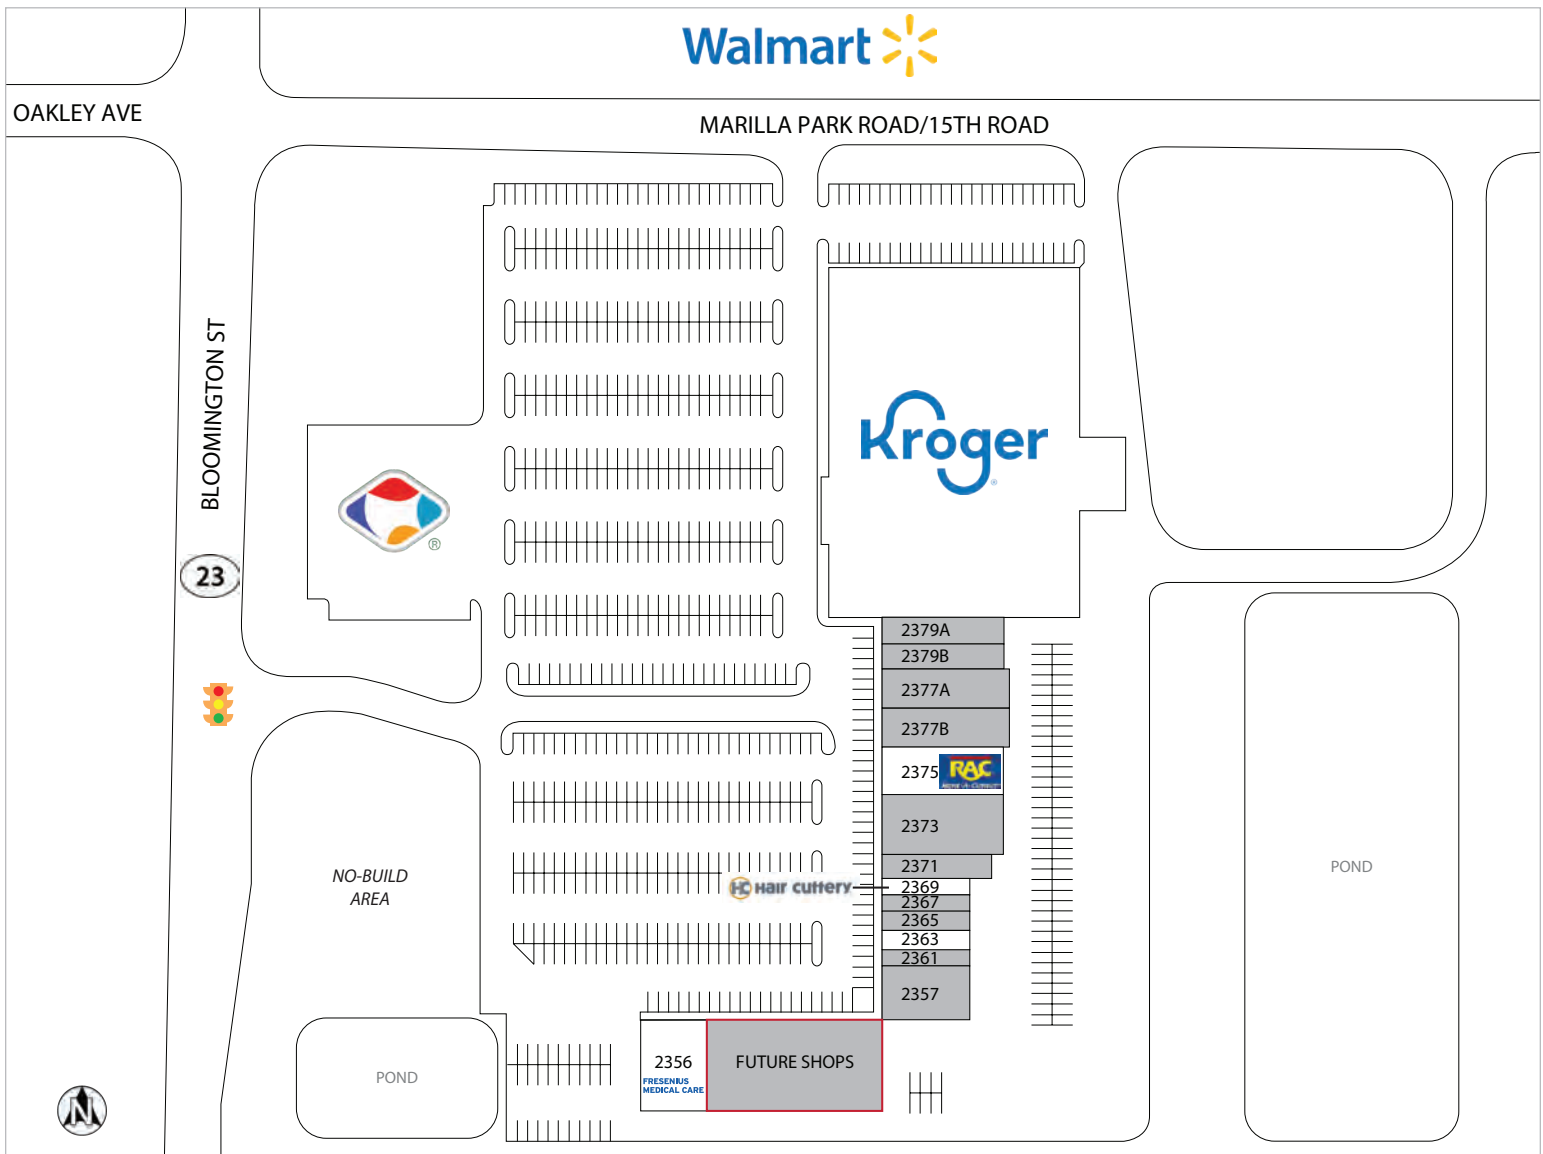 Walmart
OAKLEY AVE
MARILLA PARK ROAD/15TH ROAD
BLOOMINGTON ST
Kroger
®
®
23
2379A
2379B
2377A
2377B
2375
RAC
2373
2371
NO-BUILD
AREA
HC Hair Cuttery
2369
2367
2365
2363
2361
2357
POND
2356
FRESENIUS
MEDICAL CARE
FUTURE SHOPS
POND
N